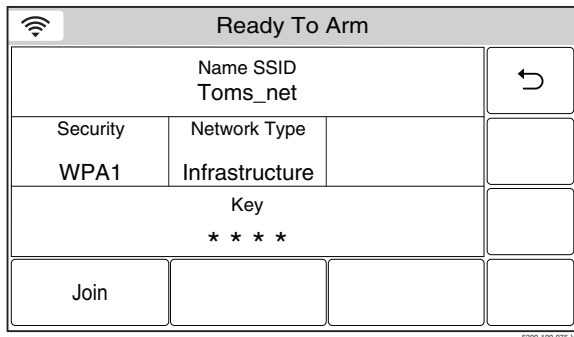 Ready To Arm
Name SSID
Toms_net
Security Network Type
WPA1 Infrastructure
Key
* * * *
Join